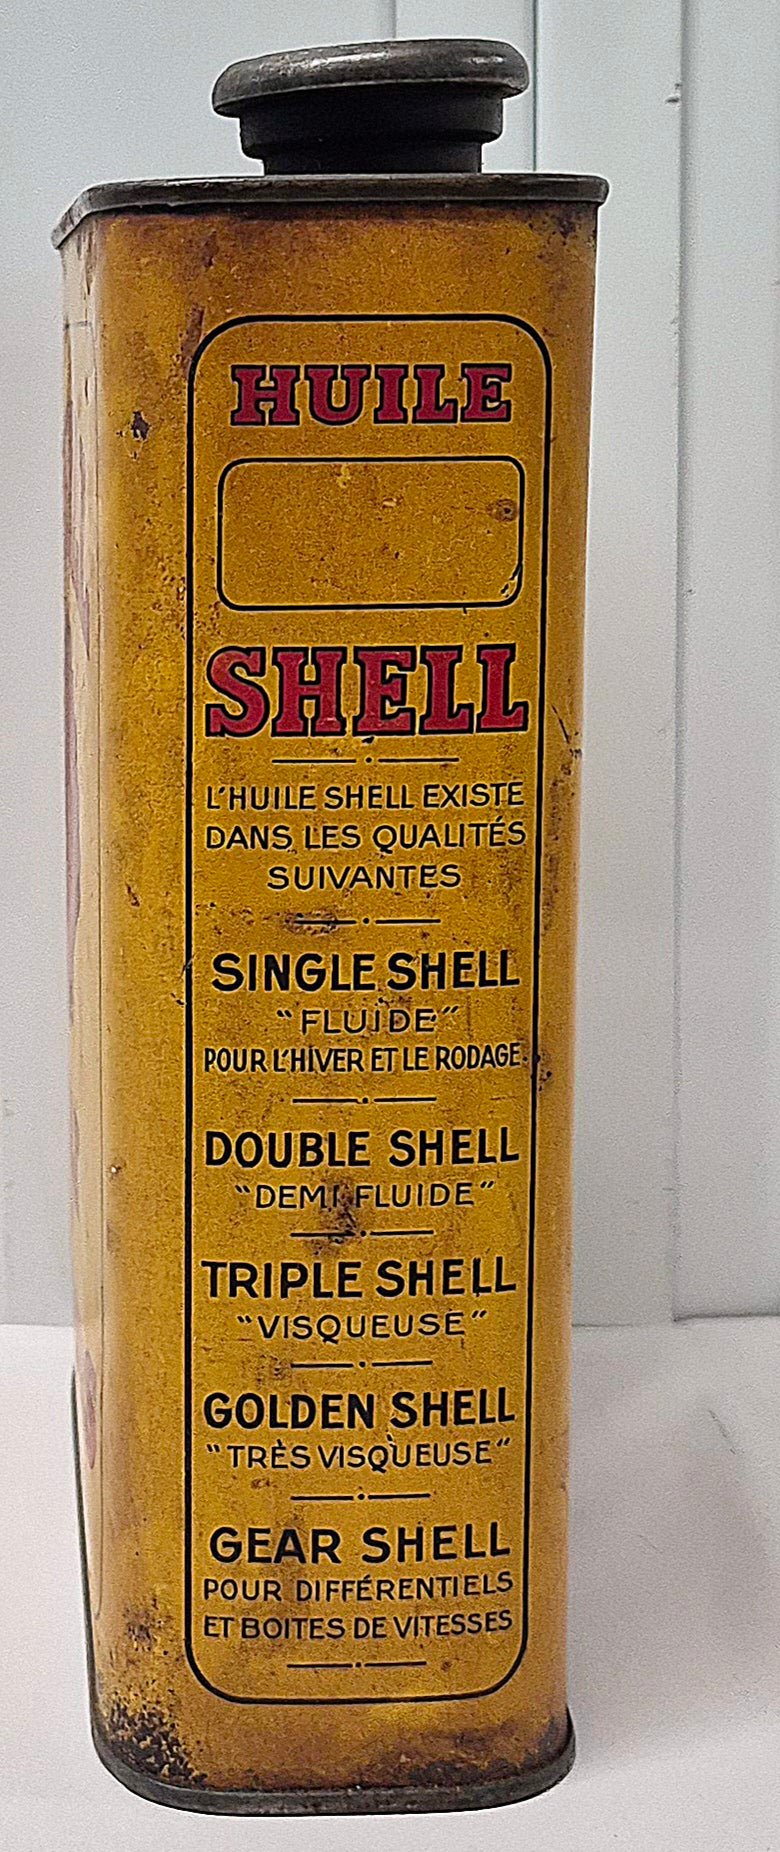 HUILE
SHELL
L'HUILE SHELL EXISTE
DANS LES QUALITÉS
SUIVANTES
SINGLE SHELL
"FLUIDE"
POUR L'HIVER ET LE RODAGE.
DOUBLE SHELL
"DEMI FLUIDE"
TRIPLE SHELL
"VISQUEUSE"
GOLDEN SHELL
"TRÈS VISQUEUSE"
GEAR SHELL
POUR DIFFÉRENTIELS
ET BOITES DE VITESSES